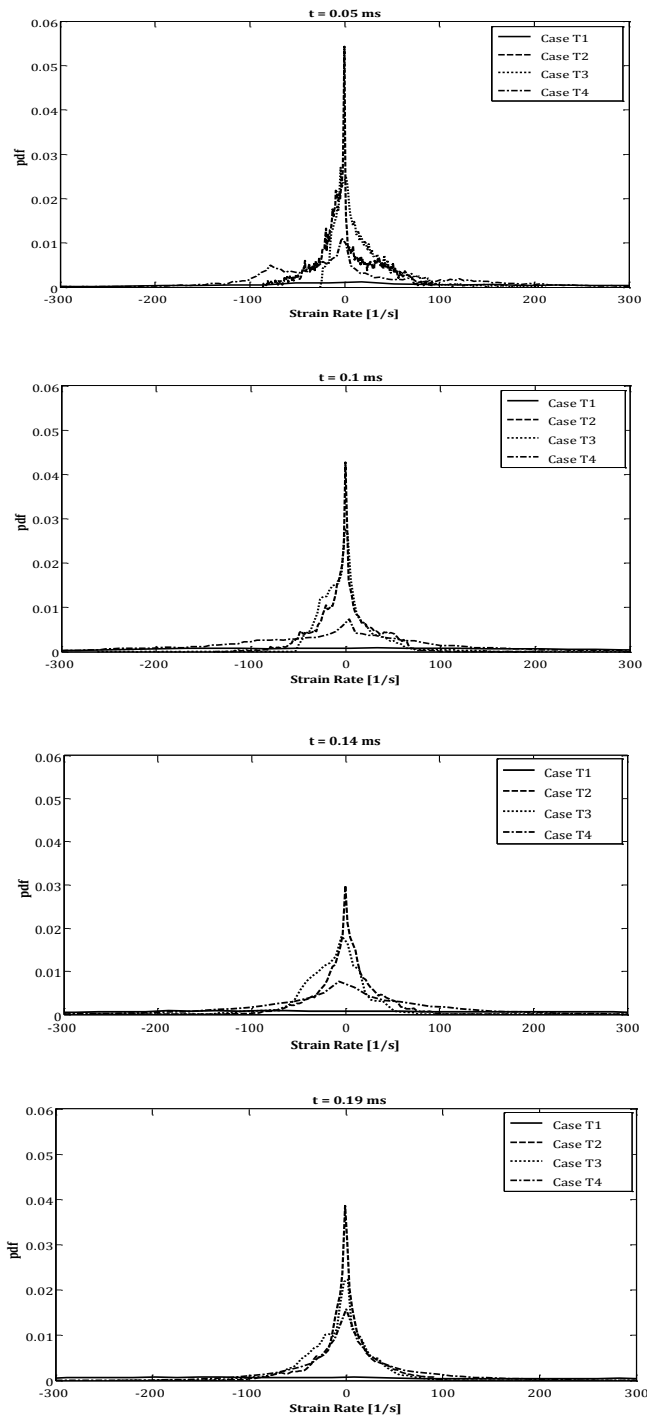 t = 0.05 ms
0.06
0.05
0.04
0.03
0.02
0.01
0
pdf
Case T1
Case T2
Case T3
Case T4
-300
-200
-100
0
100
200
300
Strain Rate [1/s]
t = 0.1 ms
0.06
0.05
0.04
0.03
0.02
0.01
0
pdf
Case T1
Case T2
Case T3
Case T4
-300
-200
-100
0
100
200
300
Strain Rate [1/s]
t = 0.14 ms
0.06
0.05
0.04
0.03
0.02
0.01
0
pdf
Case T1
Case T2
Case T3
Case T4
-300
-200
-100
0
100
200
300
Strain Rate [1/s]
t = 0.19 ms
0.06
0.05
0.04
0.03
0.02
0.01
0
pdf
Case T1
Case T2
Case T3
Case T4
-300
-200
-100
0
100
200
300
Strain Rate [1/s]